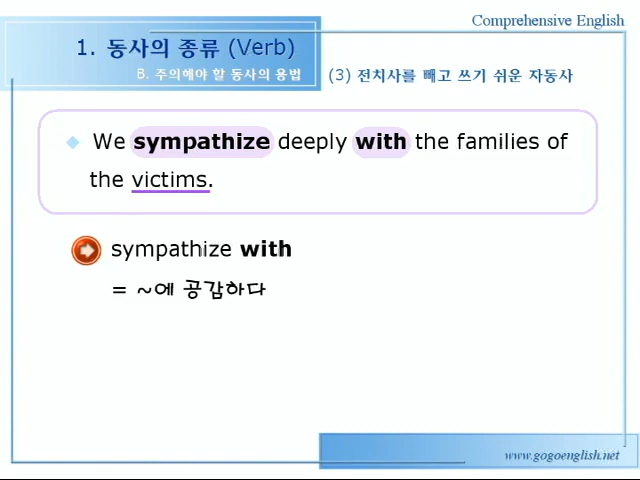 Comprehensive English
1. 동사의 종류 (Verb)
B. 주의해야 할 동사의 용법
(3) 전치사를 빼고 쓰기 쉬운 자동사
We sympathize deeply with the families of
the victims.
sympathize with
= ~에 공감하다
www.gogoenglish.net